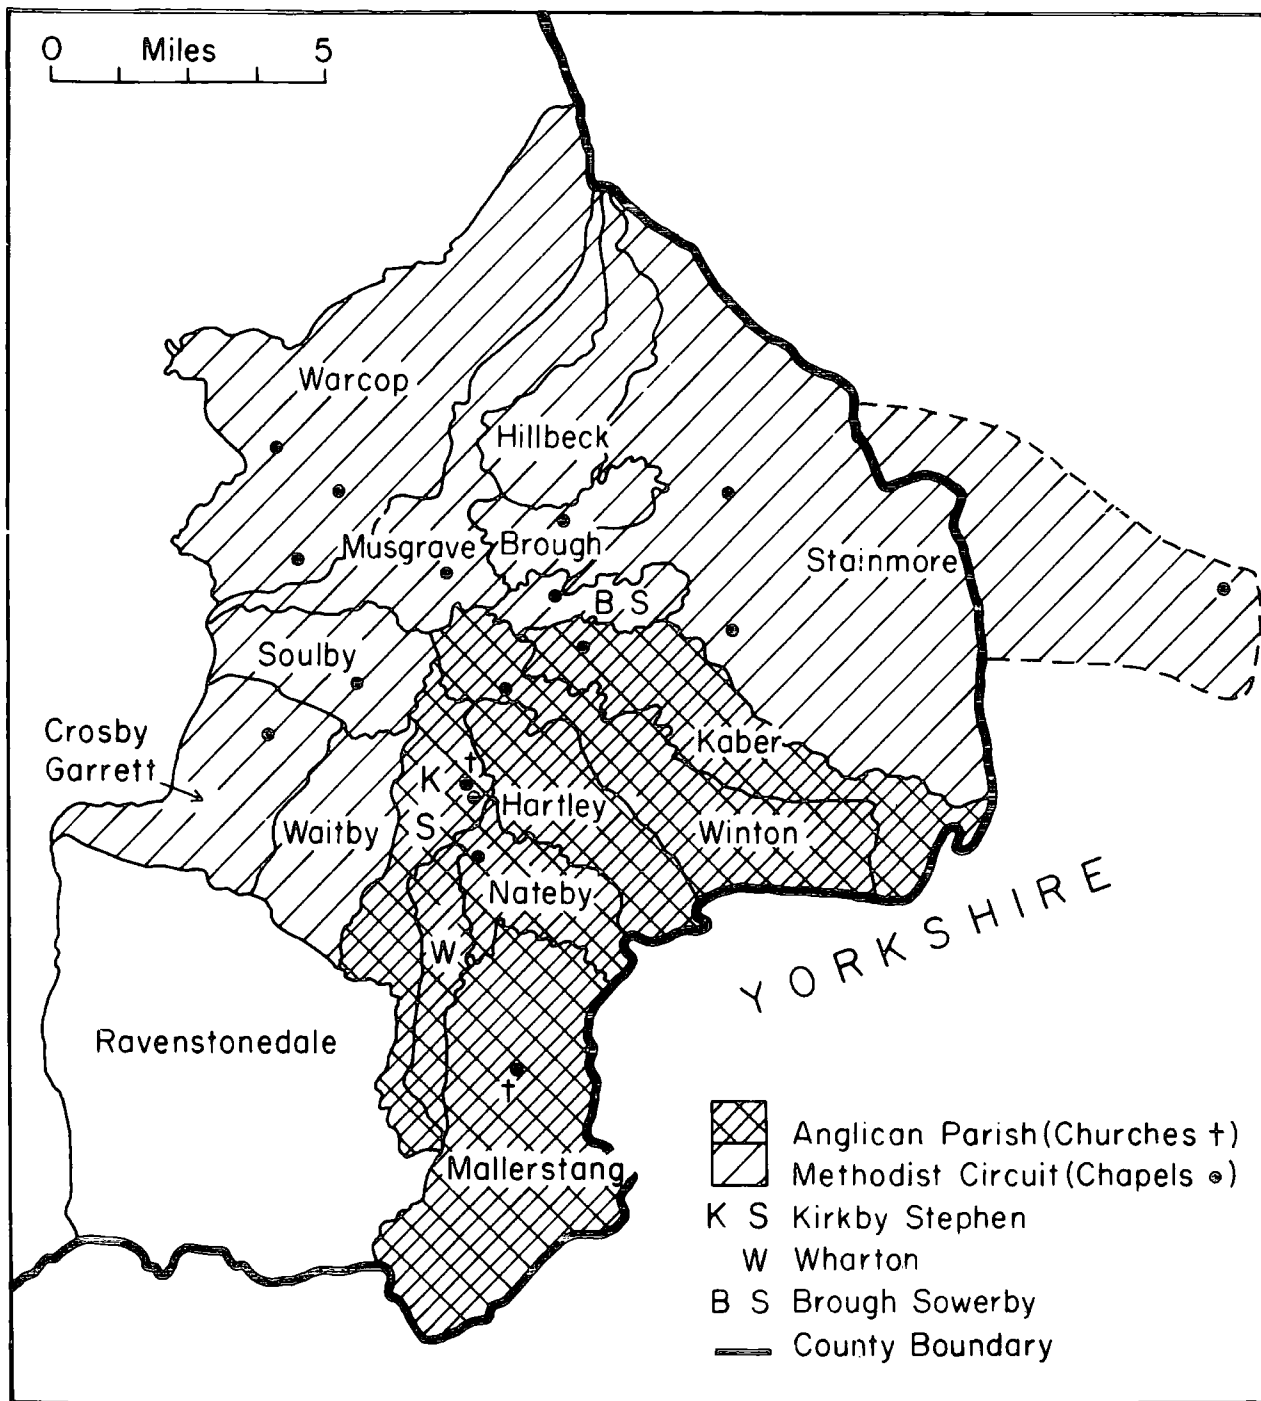 0 Miles 5
Warcop
Hillbeck
Musgrave
Brough
Stainmore
B S
Soulby
Crosby
Garrett
Kaber
K
S
Hartley
Waitby
Winton
Nateby
W
YORKSHIRE
Ravenstonedale
Mallerstang
Anglican Parish (Churches †)
Methodist Circuit (Chapels ●)
K S Kirkby Stephen
W Wharton
B S Brough Sowerby
County Boundary